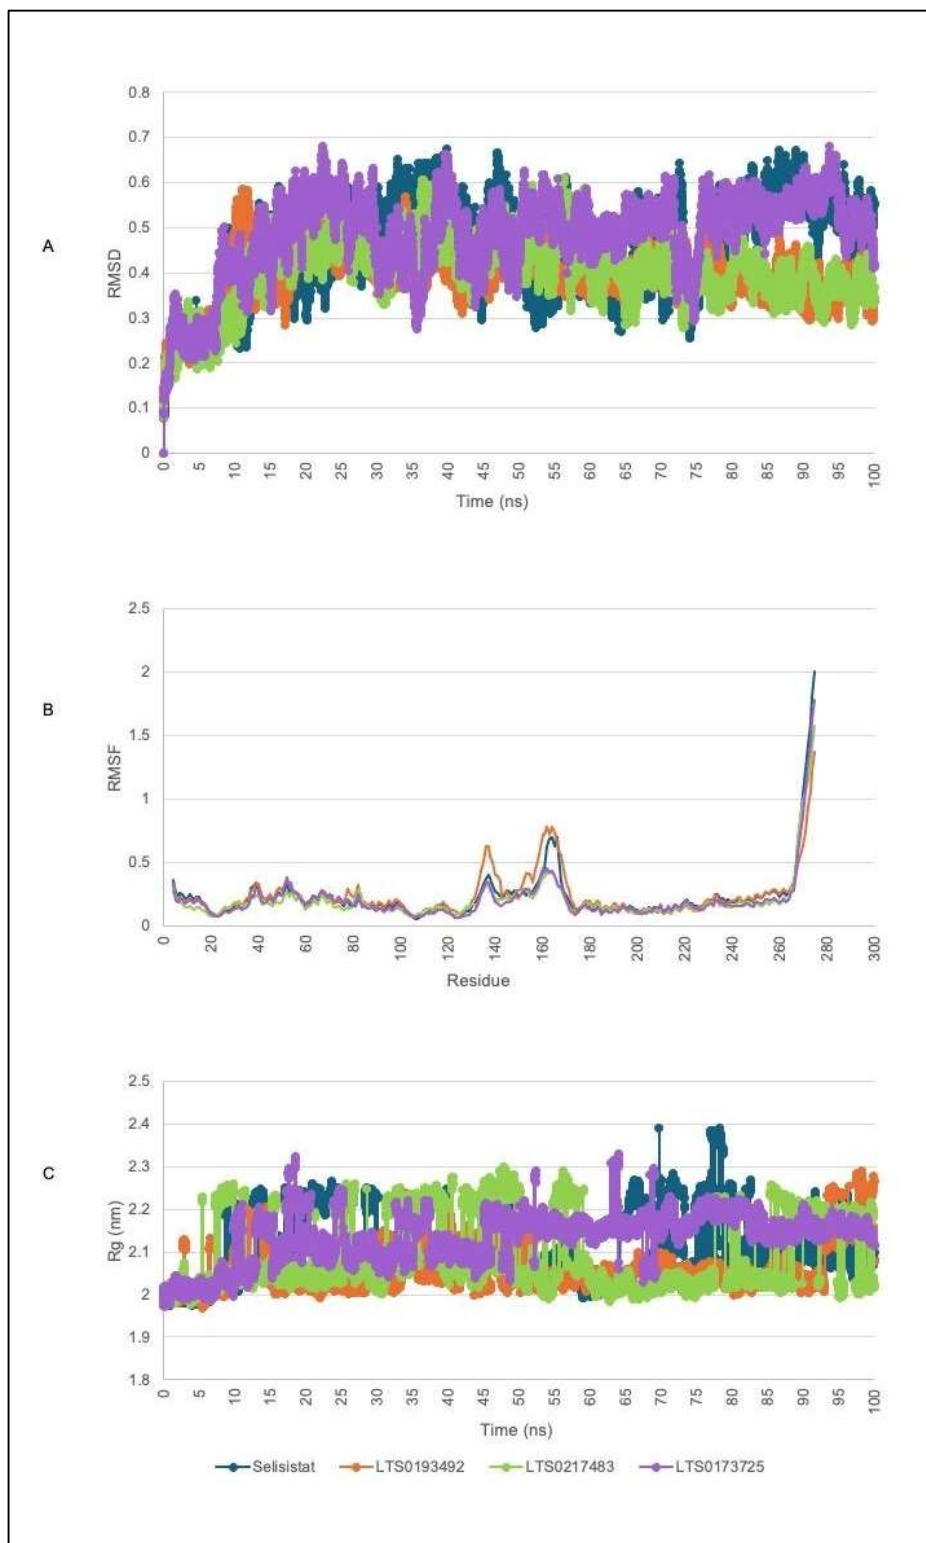 A
RMSD
0.8
0.7
0.6
0.5
0.4
0.3
0.2
0.1
0
0 5 10 15 20 25 30 35 40 45 50 55 60 65 70 75 80 85 90 95 100
Time (ns)
B
RMSF
2.5
2
1.5
1
0.5
0
0 20 40 60 80 100 120 140 160 180 200 220 240 260 280 300
Residue
C
Rg (nm)
2.5
2.4
2.3
2.2
2.1
2
1.9
1.8
0 5 10 15 20 25 30 35 40 45 50 55 60 65 70 75 80 85 90 95 100
Time (ns)
Selisistat LTS0193492 LTS0217483 LTS0173725